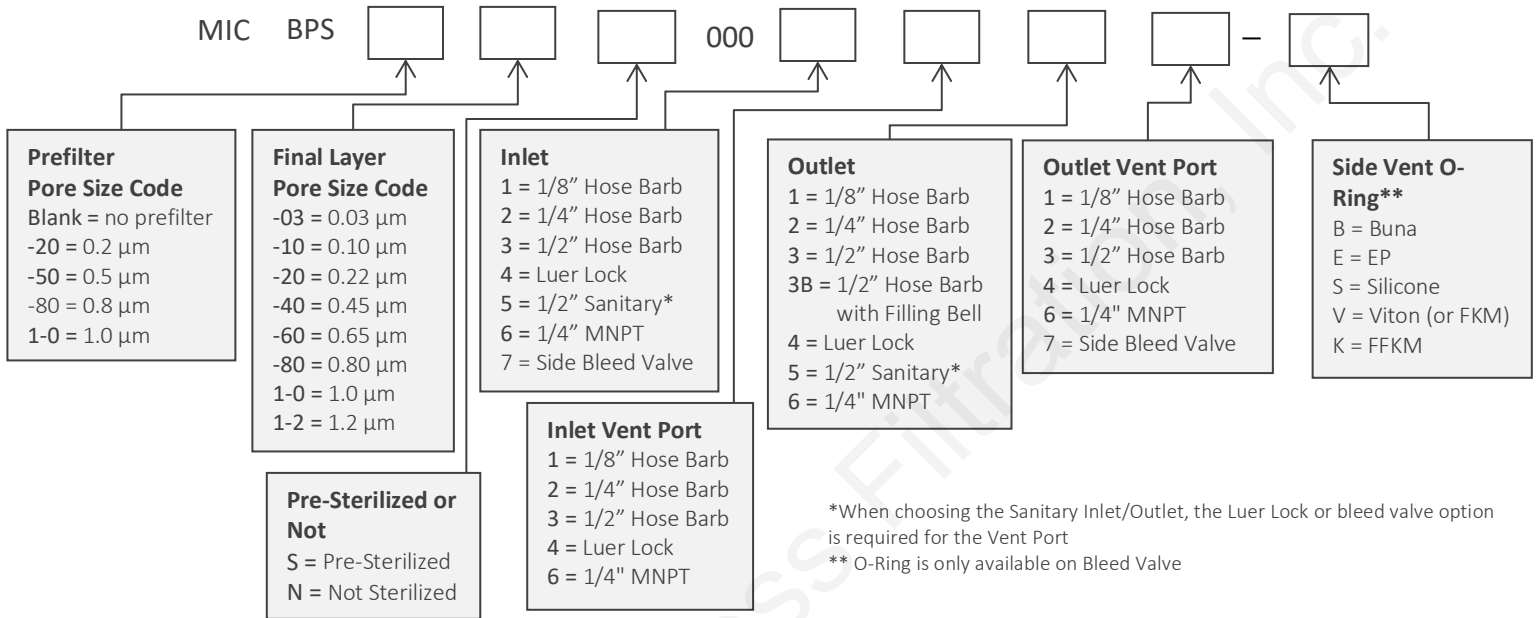 MIC BPS 000 –
Prefilter
Pore Size Code
Blank = no prefilter
-20 = 0.2 µm
-50 = 0.5 µm
-80 = 0.8 µm
1-0 = 1.0 µm
Final Layer
Pore Size Code
-03 = 0.03 µm
-10 = 0.10 µm
-20 = 0.22 µm
-40 = 0.45 µm
-60 = 0.65 µm
-80 = 0.80 µm
1-0 = 1.0 µm
1-2 = 1.2 µm
Pre-Sterilized or
Not
S = Pre-Sterilized
N = Not Sterilized
Inlet
1 = 1/8” Hose Barb
2 = 1/4” Hose Barb
3 = 1/2” Hose Barb
4 = Luer Lock
5 = 1/2” Sanitary*
6 = 1/4” MNPT
7 = Side Bleed Valve
Inlet Vent Port
1 = 1/8” Hose Barb
2 = 1/4” Hose Barb
3 = 1/2” Hose Barb
4 = Luer Lock
6 = 1/4" MNPT
Outlet
1 = 1/8” Hose Barb
2 = 1/4” Hose Barb
3 = 1/2” Hose Barb
3B = 1/2” Hose Barb
with Filling Bell
4 = Luer Lock
5 = 1/2” Sanitary*
6 = 1/4" MNPT
Outlet Vent Port
1 = 1/8” Hose Barb
2 = 1/4” Hose Barb
3 = 1/2” Hose Barb
4 = Luer Lock
6 = 1/4" MNPT
7 = Side Bleed Valve
Side Vent O-
Ring**
B = Buna
E = EP
S = Silicone
V = Viton (or FKM)
K = FFKM
*When choosing the Sanitary Inlet/Outlet, the Luer Lock or bleed valve option
is required for the Vent Port
** O-Ring is only available on Bleed Valve
ss Filtration, Inc.